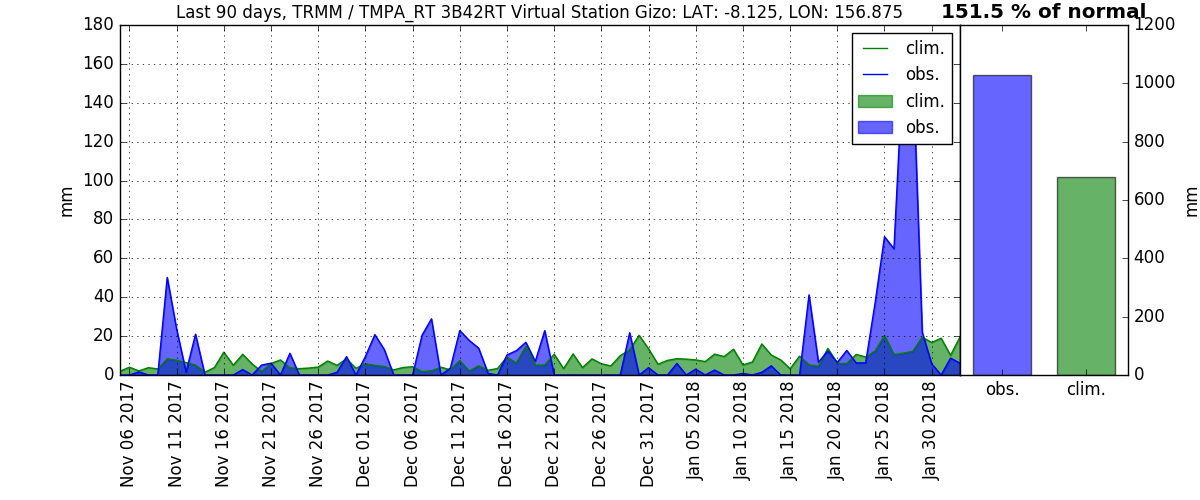 Last 90 days, TRMM / TMPA_RT 3B42RT Virtual Station Gizo: LAT: -8.125, LON: 156.875
151.5 % of normal
180
160
140
120
100
80
60
40
20
0
mm
clim.
obs.
clim.
obs.
Nov 06 2017
Nov 11 2017
Nov 16 2017
Nov 21 2017
Nov 26 2017
Dec 01 2017
Dec 06 2017
Dec 11 2017
Dec 16 2017
Dec 21 2017
Dec 26 2017
Dec 31 2017
Jan 05 2018
Jan 10 2018
Jan 15 2018
Jan 20 2018
Jan 25 2018
Jan 30 2018
1200
1000
800
600
400
200
0
mm
obs.
clim.